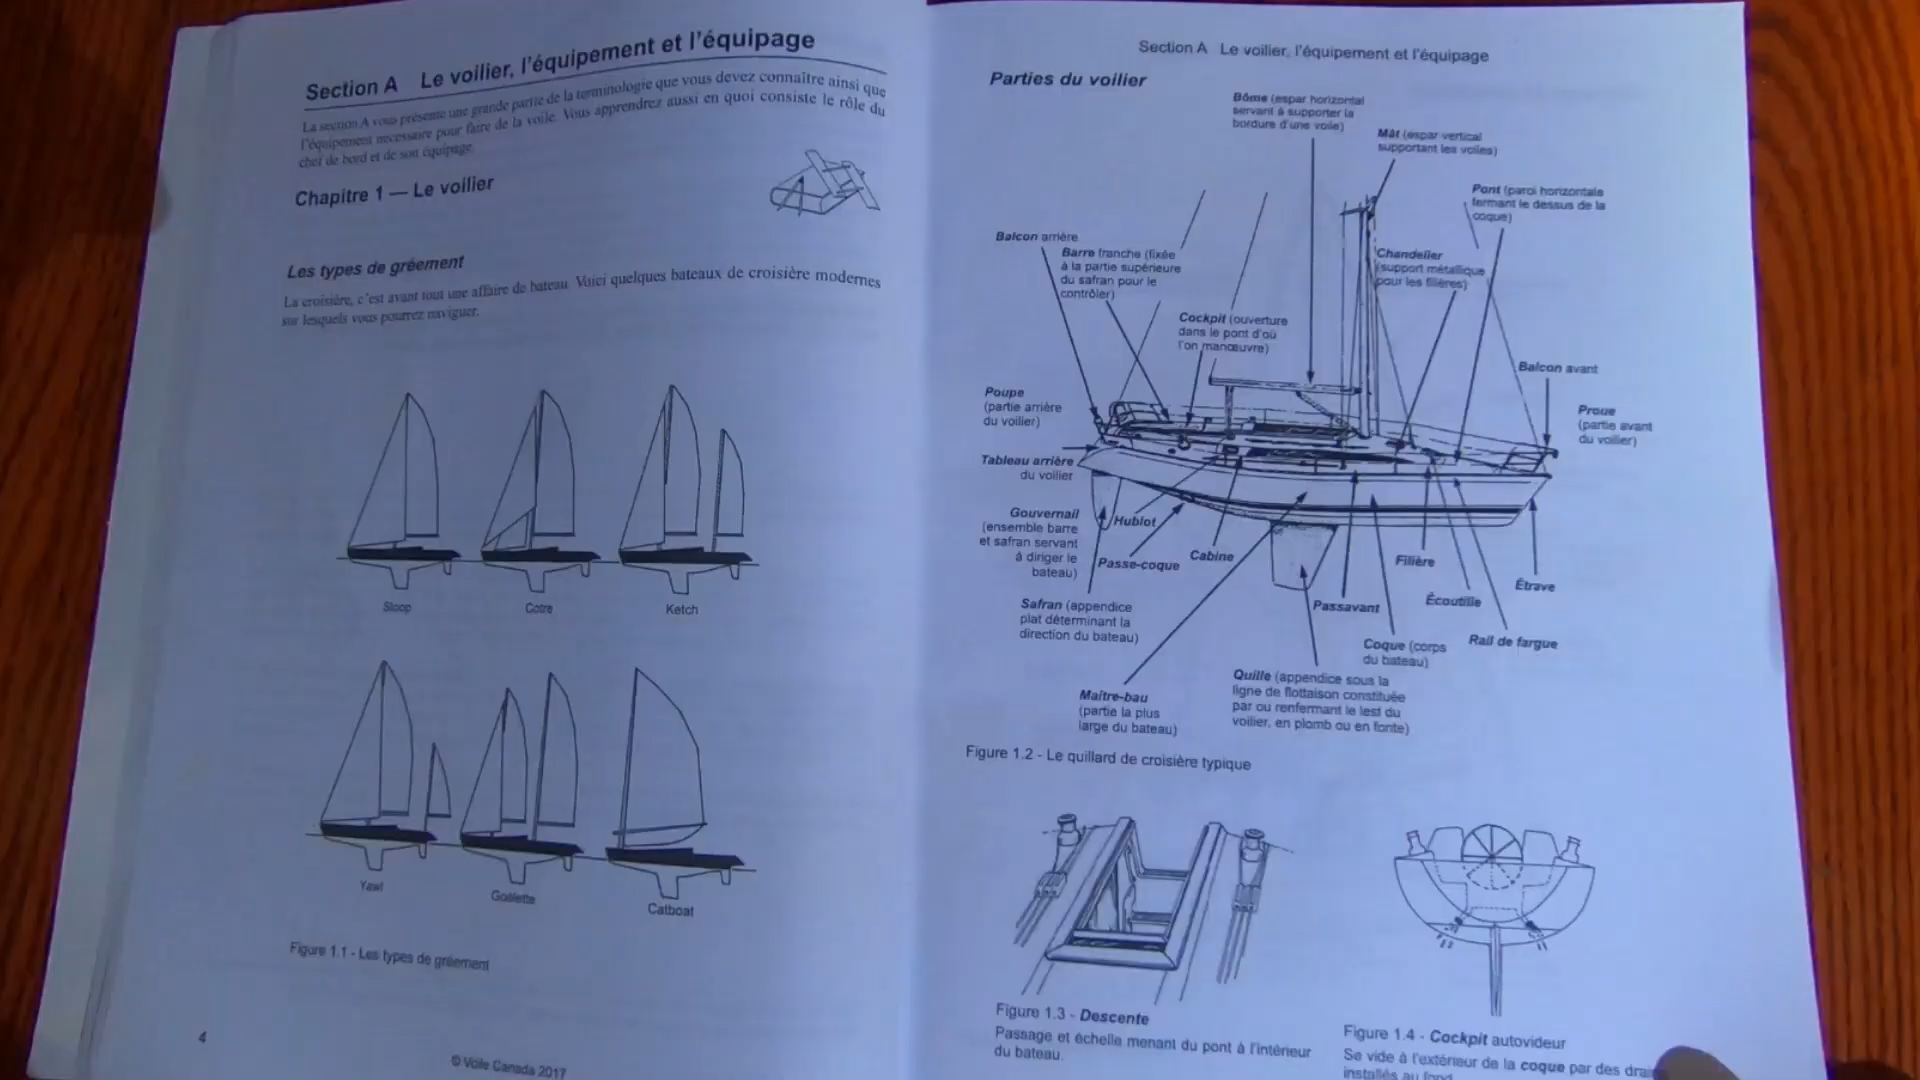 Section A Le voilier, l'équipement et l'équipage
La section A vous présente une grande partie de la terminologie que vous devez connaître ainsi que
l'équipement nécessaire pour faire de la voile. Vous apprendrez aussi en quoi consiste le rôle du
chef de bord et de son équipage.
Chapitre 1 — Le voilier
Les types de gréement
La croisière, c'est avant tout une affaire de bateau. Voici quelques bateaux de croisière modernes
sur lesquels vous pourrez naviguer.
Sloop
Cotre
Ketch
Yawl
Goélette
Catboat
Figure 1.1 - Les types de gréement
4
© Voile Canada 2017
Section A Le voilier, l'équipement et l'équipage
Parties du voilier
Bôme (espar horizontal
servant à supporter la
bordure d'une voile)
Mât (espar vertical
supportant les voiles)
Pont (paroi horizontale
fermant le dessus de la
coque)
Balcon arrière
Barre franche (fixée
à la partie supérieure
du safran pour le
contrôler)
Chandelier
(support métallique
pour les filières)
Cockpit (ouverture
dans le pont d'où
l'on manœuvre)
Balcon avant
Poupe
(partie arrière
du voilier)
Proue
(partie avant
du voilier)
Tableau arrière
du voilier
Gouvernail
(ensemble barre
et safran servant
à diriger le
bateau)
Hublot
Passe-coque
Cabine
Filière
Étrave
Safran (appendice
plat déterminant la
direction du bateau)
Passavant
Écoutille
Rail de fargue
Coque (corps
du bateau)
Maître-bau
(partie la plus
large du bateau)
Quille (appendice sous la
ligne de flottaison constituée
par ou renfermant le lest du
voilier, en plomb ou en fonte)
Figure 1.2 - Le quillard de croisière typique
Figure 1.3 - Descente
Passage et échelle menant du pont à l'intérieur
du bateau.
Figure 1.4 - Cockpit autovideur
Se vide à l'extérieur de la coque par des
installés au fond